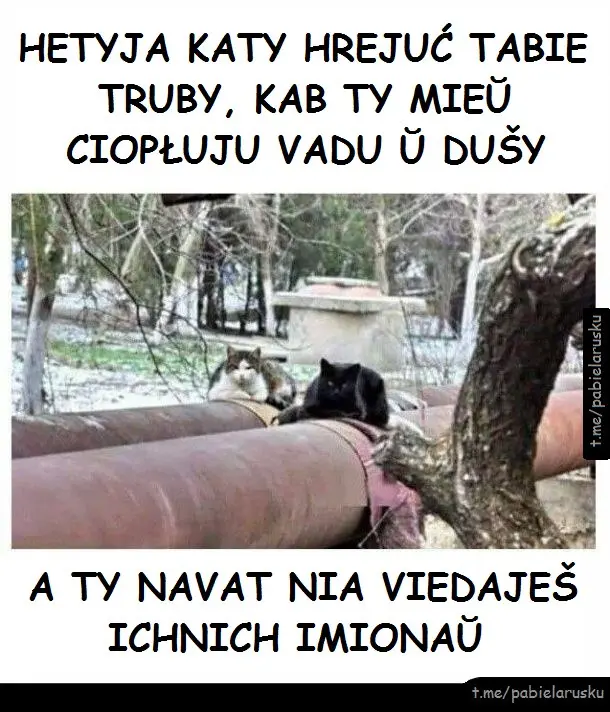 HETYJA KATY HREJUĆ TABIE
TRUBY, KAB TY MIEŬ
CIOPŁUJU VADU Ŭ DUŠY
t.me/pabielarusku
A TY NAVAT NIA VIEDAJEŠ
ICHNICH IMIONAŬ
t.me/pabielarusku